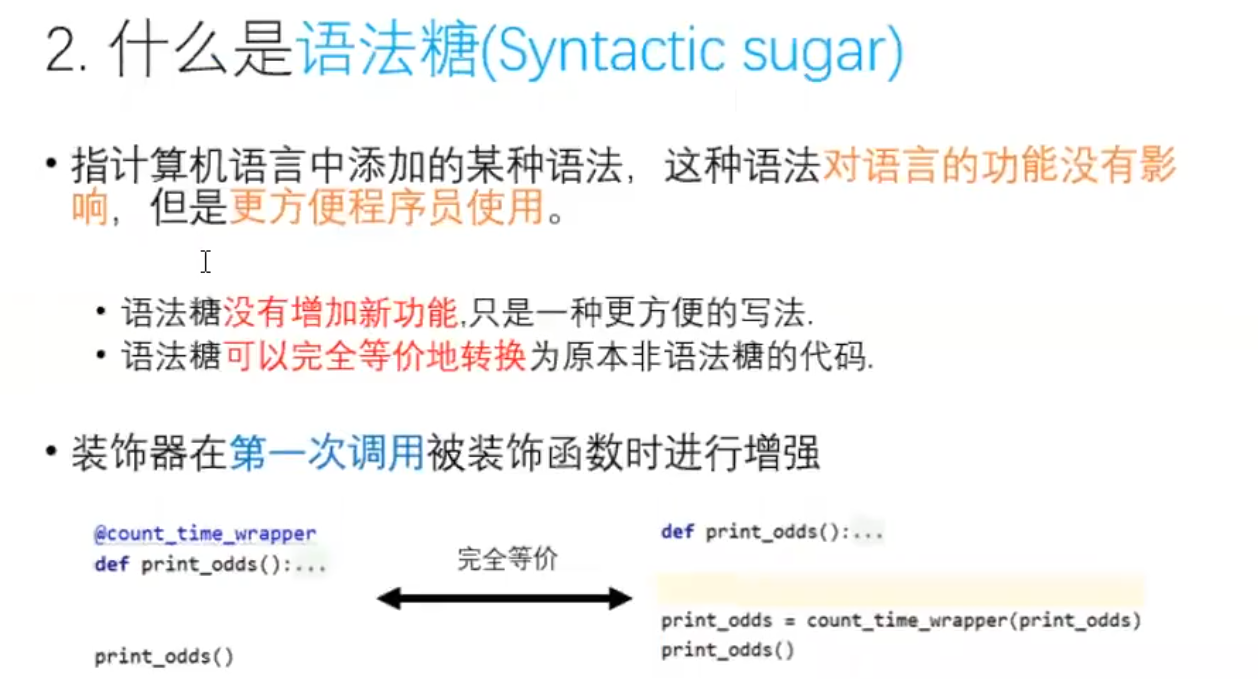 2. 什么是语法糖(Syntactic sugar)
• 指计算机语言中添加的某种语法，这种语法对语言的功能没有影
响，但是更方便程序员使用。
• 语法糖没有增加新功能,只是一种更方便的写法.
• 语法糖可以完全等价地转换为原本非语法糖的代码.
• 装饰器在第一次调用被装饰函数时进行增强
@count_time_wrapper
def print_odds():...
print_odds()
完全等价
def print_odds():...
print_odds = count_time_wrapper(print_odds)
print_odds()